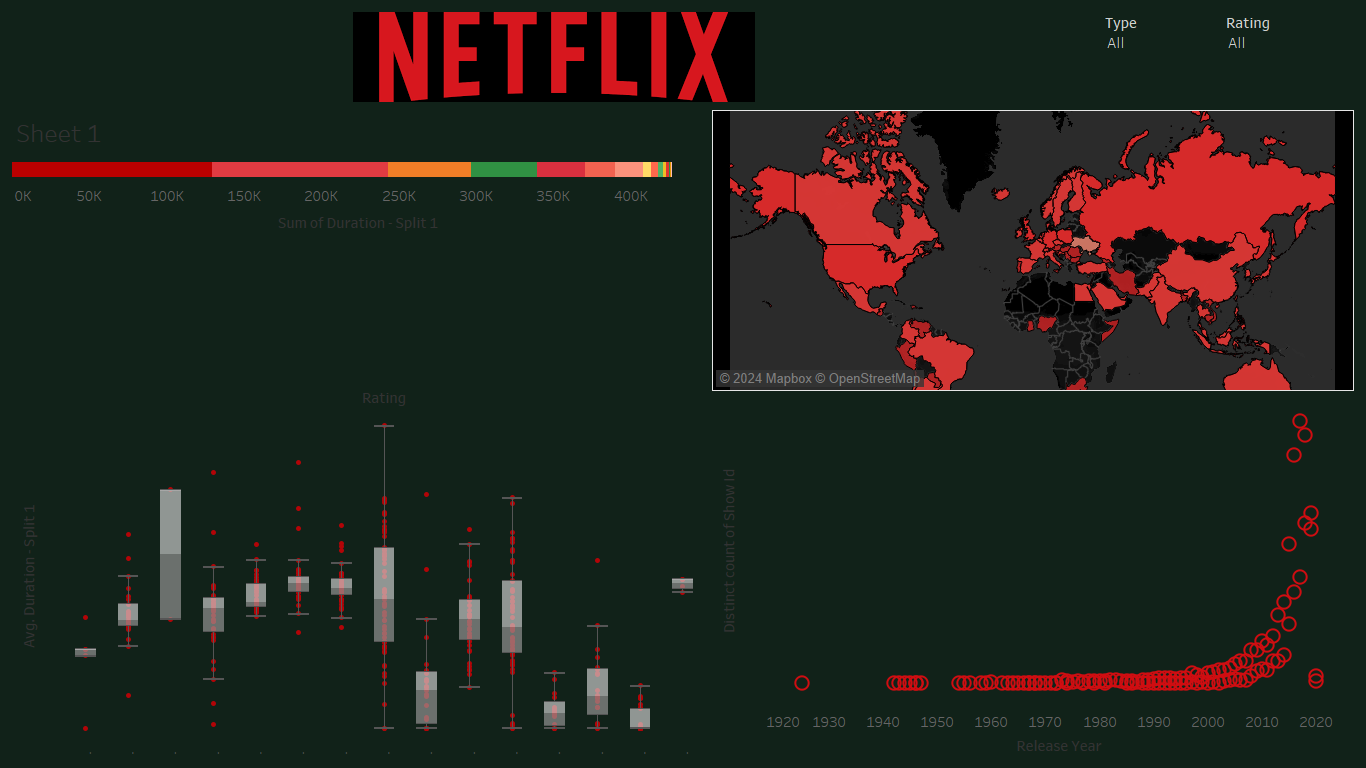 NETFLIX
Type
All
Rating
All
Sheet 1
0K 50K 100K 150K 200K 250K 300K 350K 400K
Sum of Duration - Split 1
© 2024 Mapbox © OpenStreetMap
Rating
Avg. Duration - Split 1
Distinct count of Show Id
1920 1930 1940 1950 1960 1970 1980 1990 2000 2010 2020
Release Year